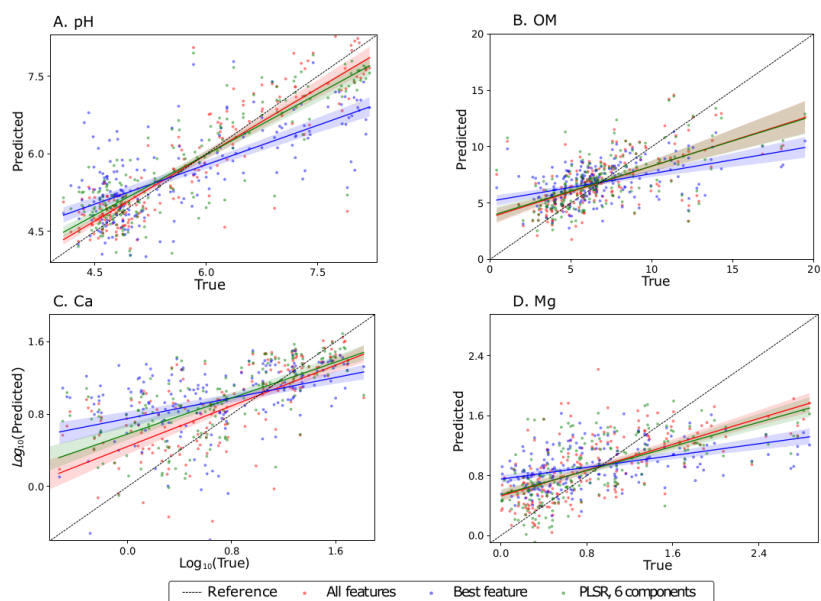 A. pH
B. OM
Predicted
7.5
6.0
4.5
4.5
6.0
7.5
True
Predicted
20
15
10
5
0
0
5
10
15
20
True
C. Ca
D. Mg
Log₁₀(Predicted)
1.6
0.8
0.0
0.0
0.8
1.6
Log₁₀(True)
Predicted
2.4
1.8
1.2
0.6
0.0
0.0
0.8
1.6
2.4
True
Reference All features Best feature PLSR, 6 components